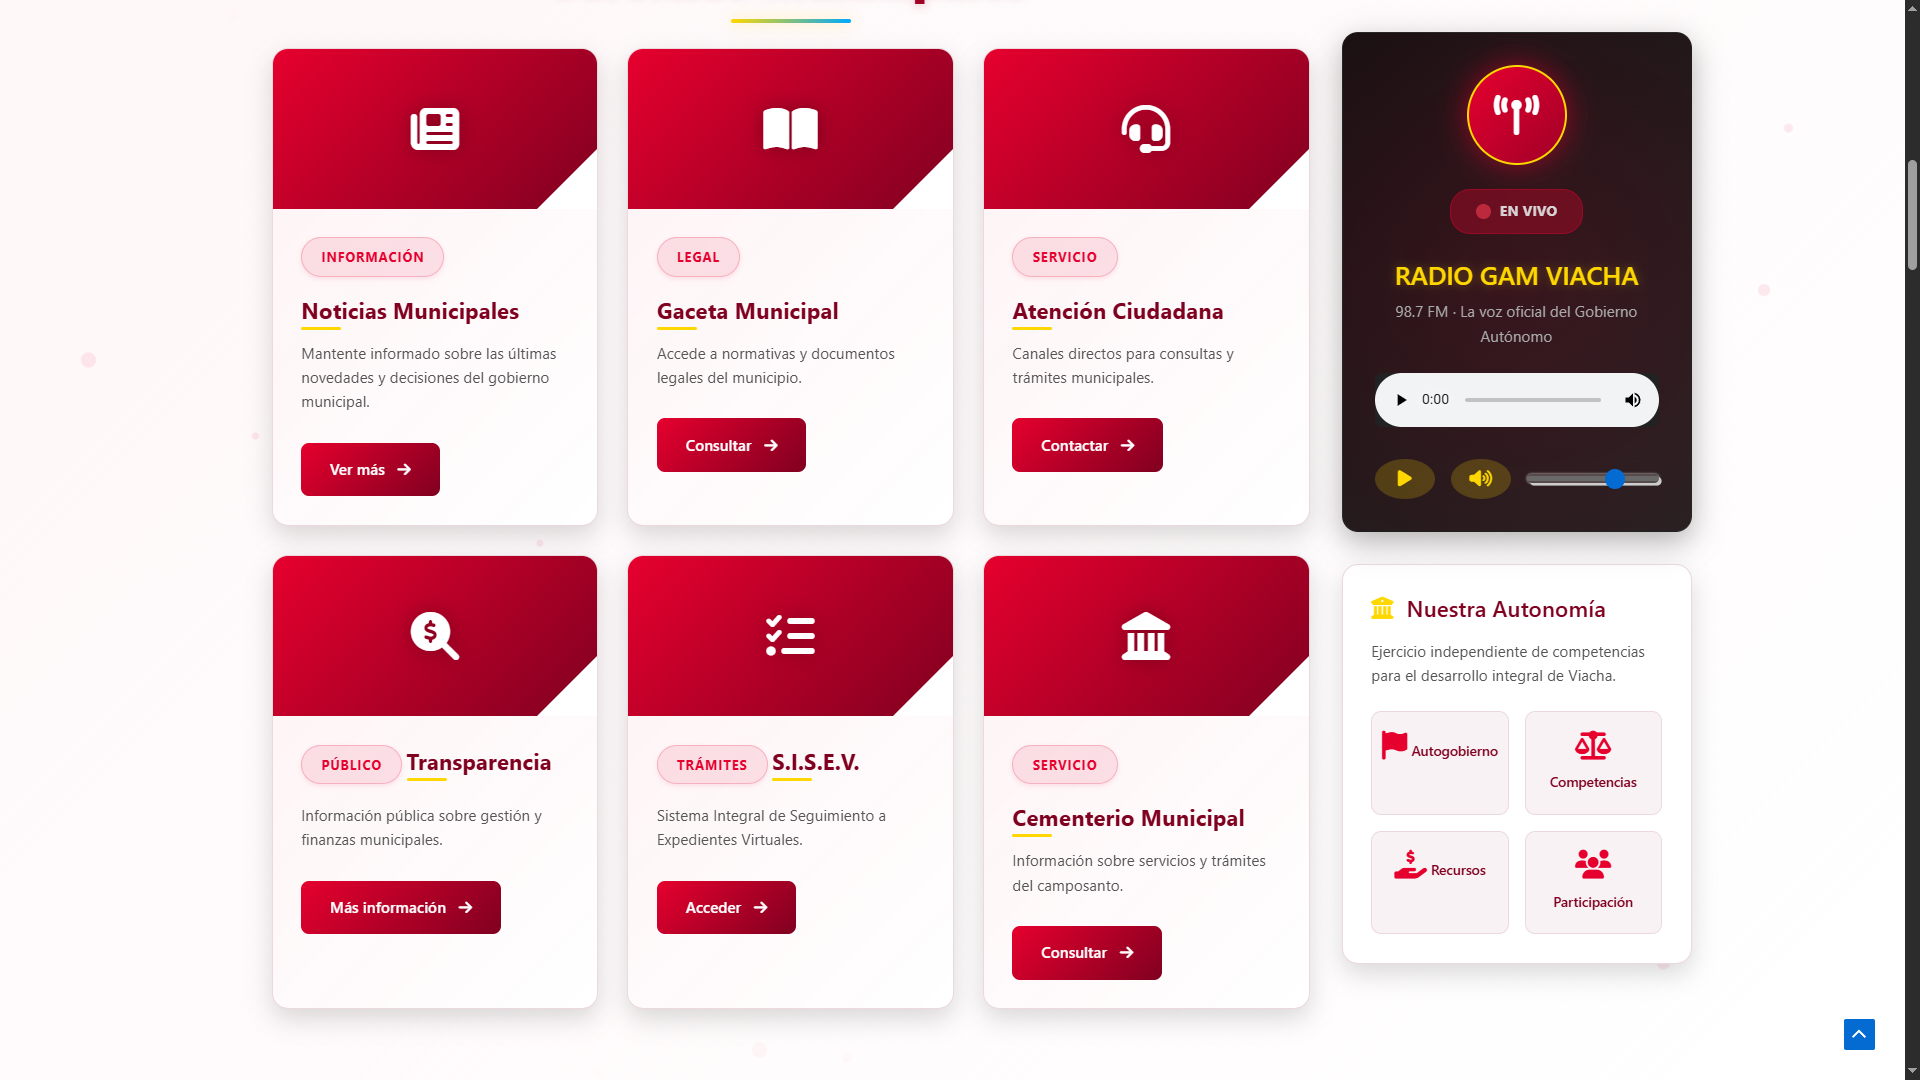 INFORMACIÓN
Noticias Municipales
Mantente informado sobre las últimas
novedades y decisiones del gobierno
municipal.
Ver más
LEGAL
Gaceta Municipal
Accede a normativas y documentos
legales del municipio.
Consultar
SERVICIO
Atención Ciudadana
Canales directos para consultas y
trámites municipales.
Contactar
EN VIVO
RADIO GAM VIACHA
98.7 FM · La voz oficial del Gobierno
Autónomo
0:00
PÚBLICO Transparencia
Información pública sobre gestión y
finanzas municipales.
Más información
TRÁMITES S.I.S.E.V.
Sistema Integral de Seguimiento a
Expedientes Virtuales.
Acceder
SERVICIO
Cementerio Municipal
Información sobre servicios y trámites
del camposanto.
Consultar
Nuestra Autonomía
Ejercicio independiente de competencias
para el desarrollo integral de Viacha.
Autogobierno
Competencias
Recursos
Participación